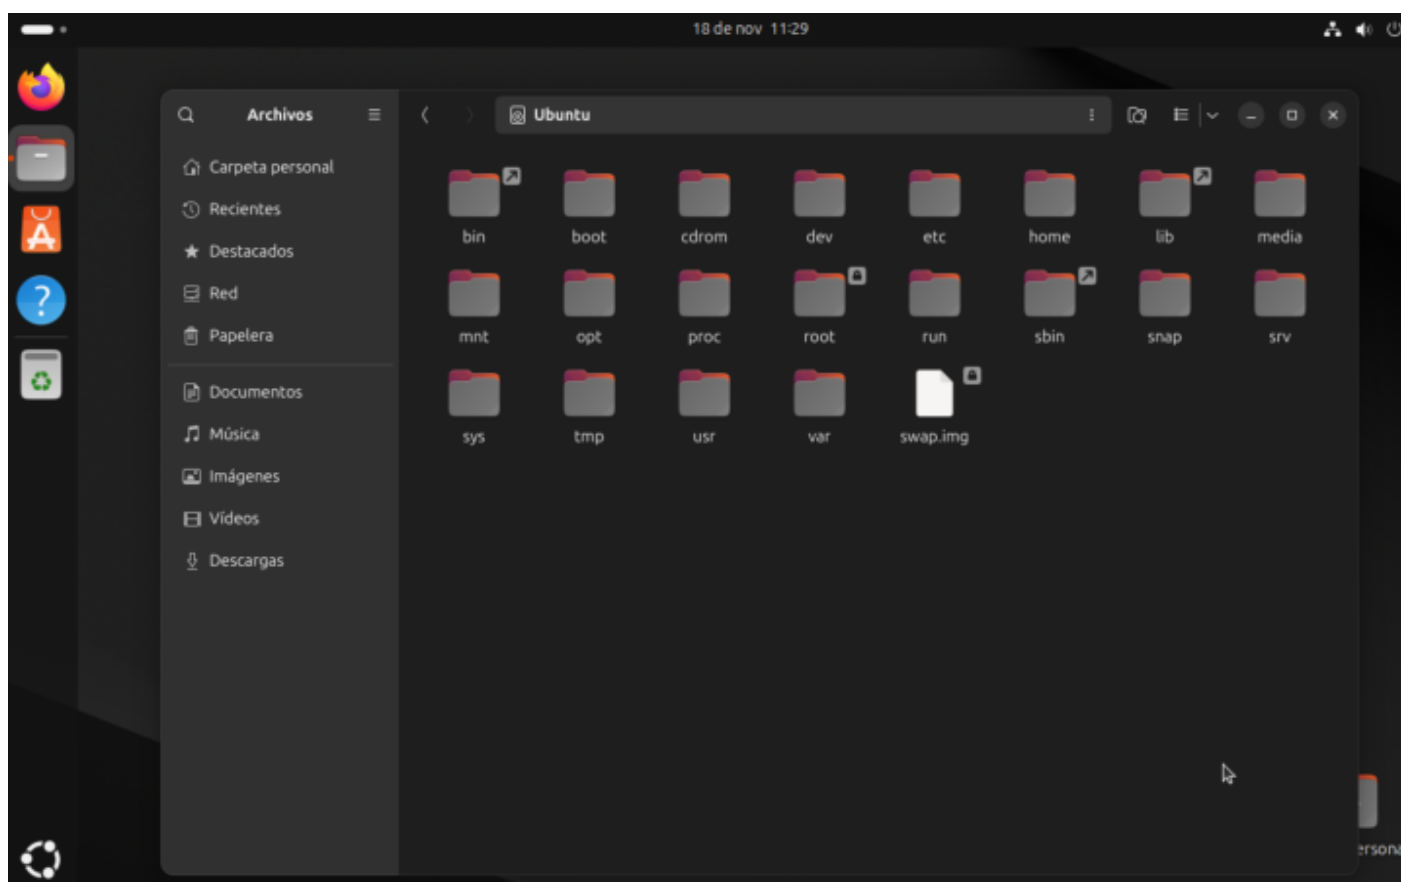 18 de nov 11:29
Archivos
Ubuntu
Carpeta personal
Recientes
Destacados
Red
Papelera
Documentos
Música
Imágenes
Vídeos
Descargas
bin boot cdrom dev etc home lib media
mnt opt proc root run sbin snap srv
sys tmp usr var swap.img
ersona